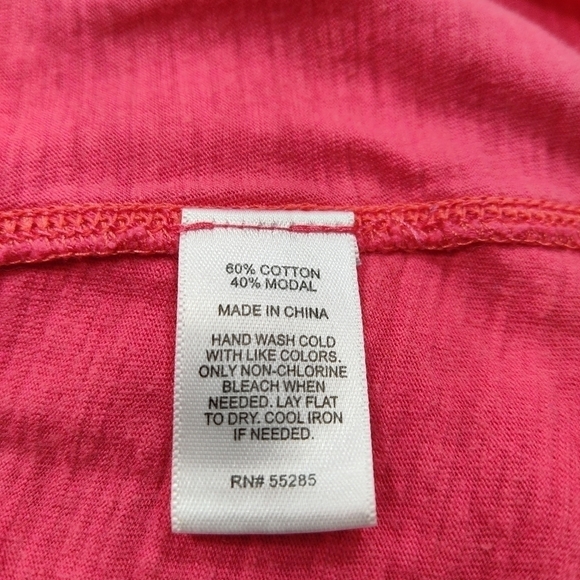 60% COTTON
40% MODAL
MADE IN CHINA
HAND WASH COLD
WITH LIKE COLORS.
ONLY NON-CHLORINE
BLEACH WHEN
NEEDED. LAY FLAT
TO DRY. COOL IRON
IF NEEDED.
RN# 55285